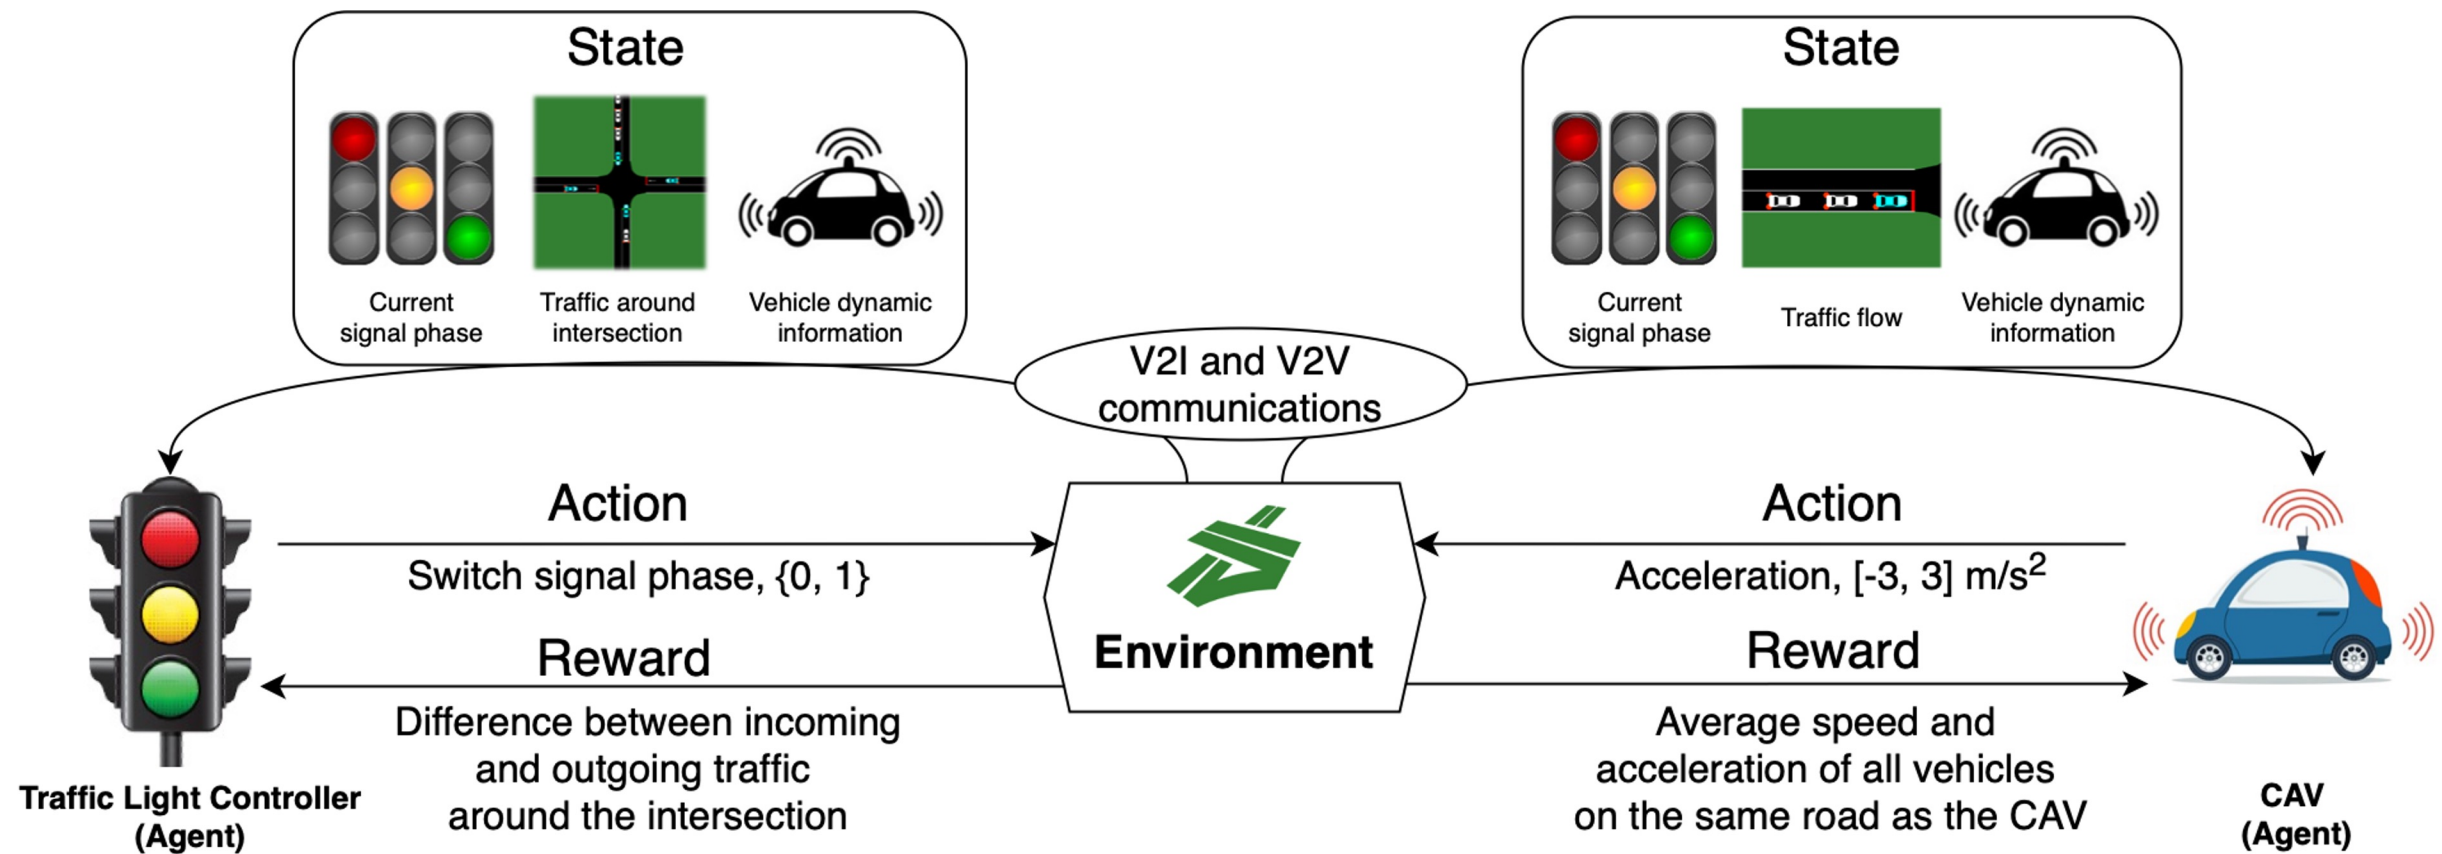 State
Current
signal phase
Traffic around
intersection
Vehicle dynamic
information
State
Current
signal phase
Traffic flow
Vehicle dynamic
information
V2I and V2V
communications
Action
Switch signal phase, {0, 1}
Reward
Difference between incoming
and outgoing traffic
around the intersection
Traffic Light Controller
(Agent)
Environment
Action
Acceleration, [-3, 3] m/s²
Reward
Average speed and
acceleration of all vehicles
on the same road as the CAV
CAV
(Agent)